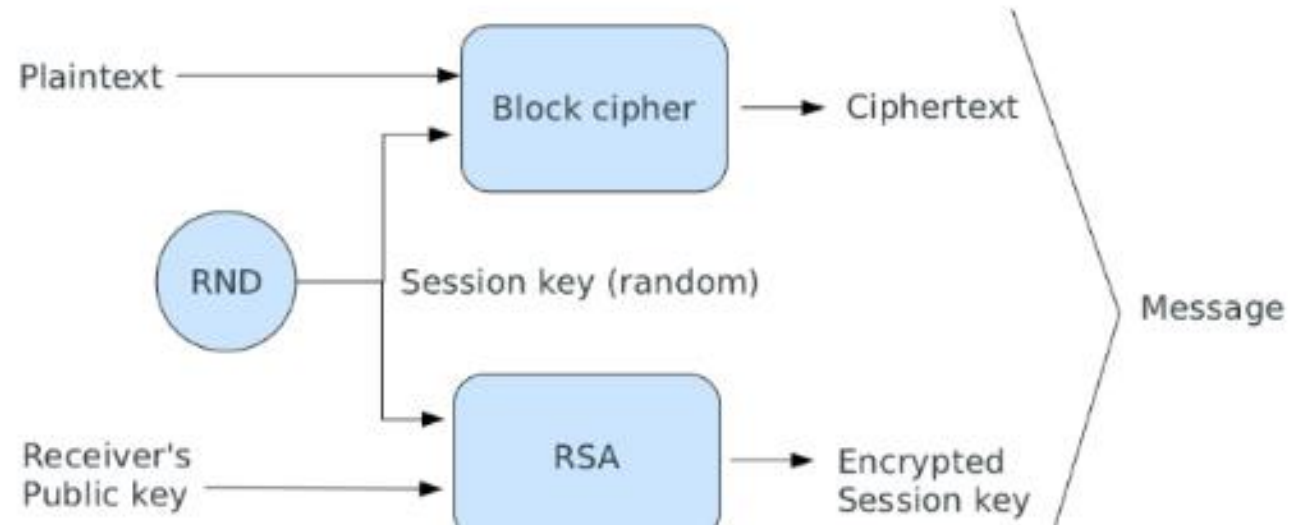 Plaintext
Block cipher
Ciphertext
RND
Session key (random)
Message
Receiver's
Public key
RSA
Encrypted
Session key